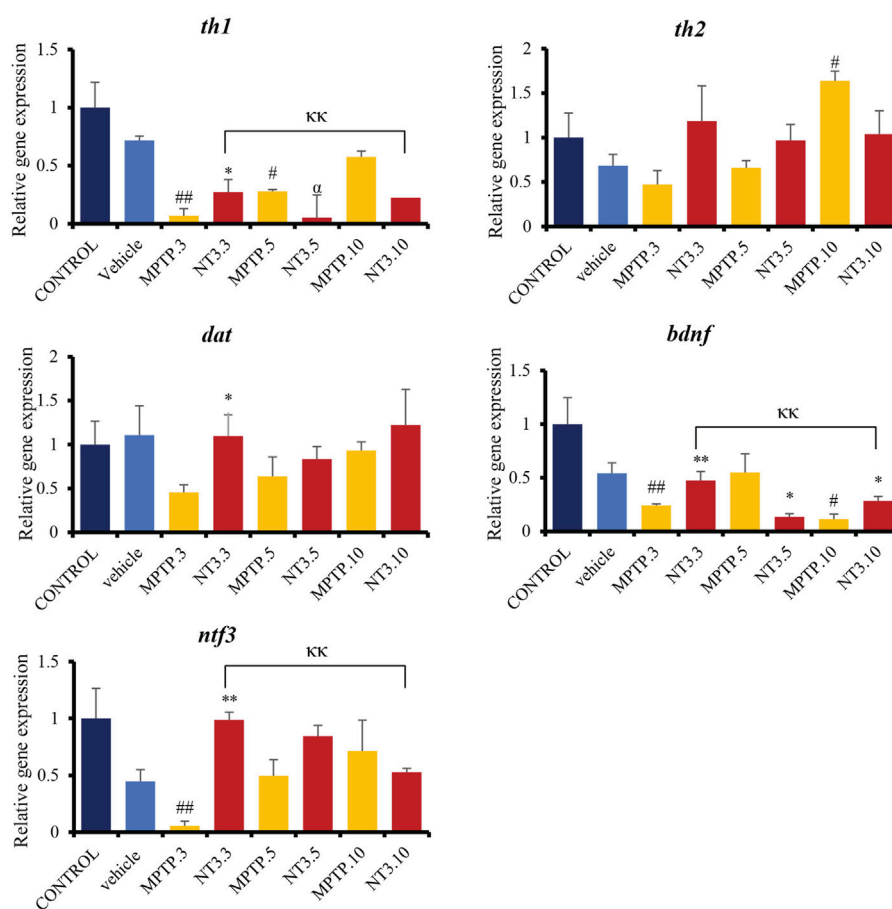 th1
Relative gene expression
1.5
1
0.5
0
κκ
##
*
#
α
CONTROL
Vehicle
MPTP.3
NT3.3
MPTP.5
NT3.5
MPTP.10
NT3.10
th2
Relative gene expression
2
1.5
1
0.5
0
#
CONTROL
vehicle
MPTP.3
NT3.3
MPTP.5
NT3.5
MPTP.10
NT3.10
dat
Relative gene expression
2
1.5
1
0.5
0
*
CONTROL
vehicle
MPTP.3
NT3.3
MPTP.5
NT3.5
MPTP.10
NT3.10
bdnf
Relative gene expression
1.5
1
0.5
0
κκ
##
**
*
#
*
CONTROL
vehicle
MPTP.3
NT3.3
MPTP.5
NT3.5
MPTP.10
NT3.10
ntf3
Relative gene expression
1.5
1
0.5
0
κκ
##
**
CONTROL
vehicle
MPTP.3
NT3.3
MPTP.5
NT3.5
MPTP.10
NT3.10